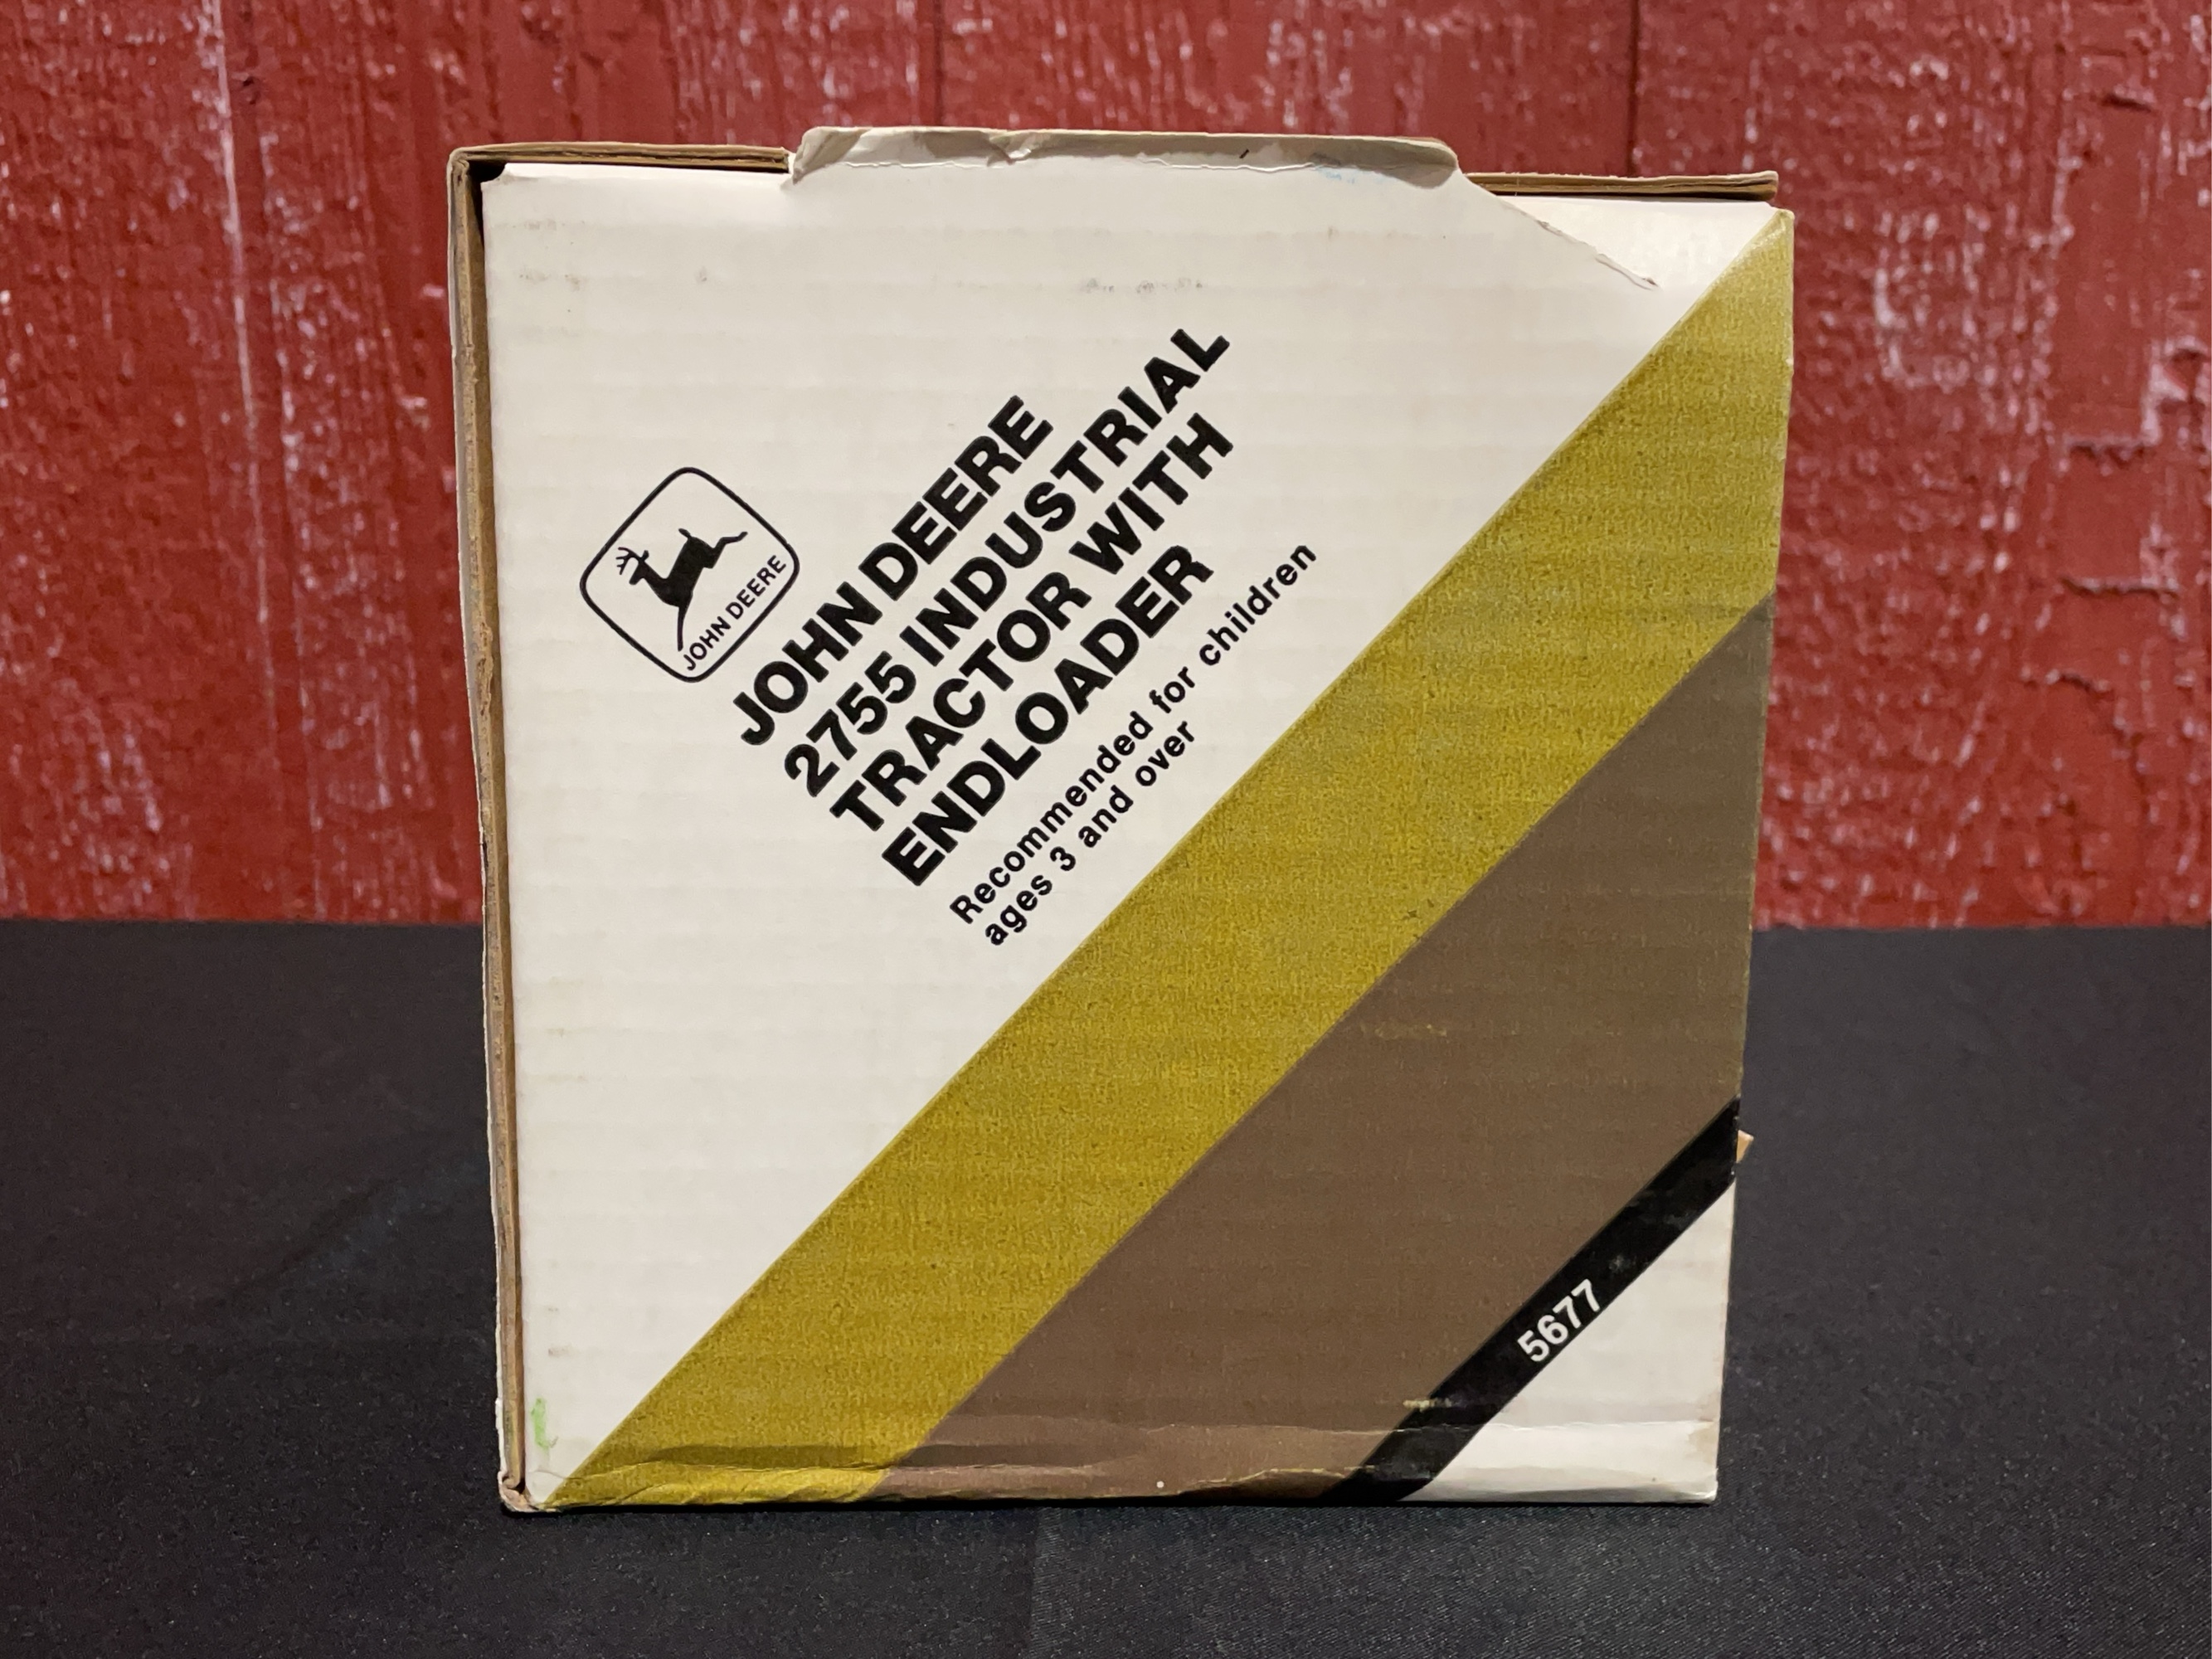 JOHN DEERE
JOHN DEERE
2755 INDUSTRIAL
TRACTOR WITH
ENDLOADER
Recommended for children
ages 3 and over
5677